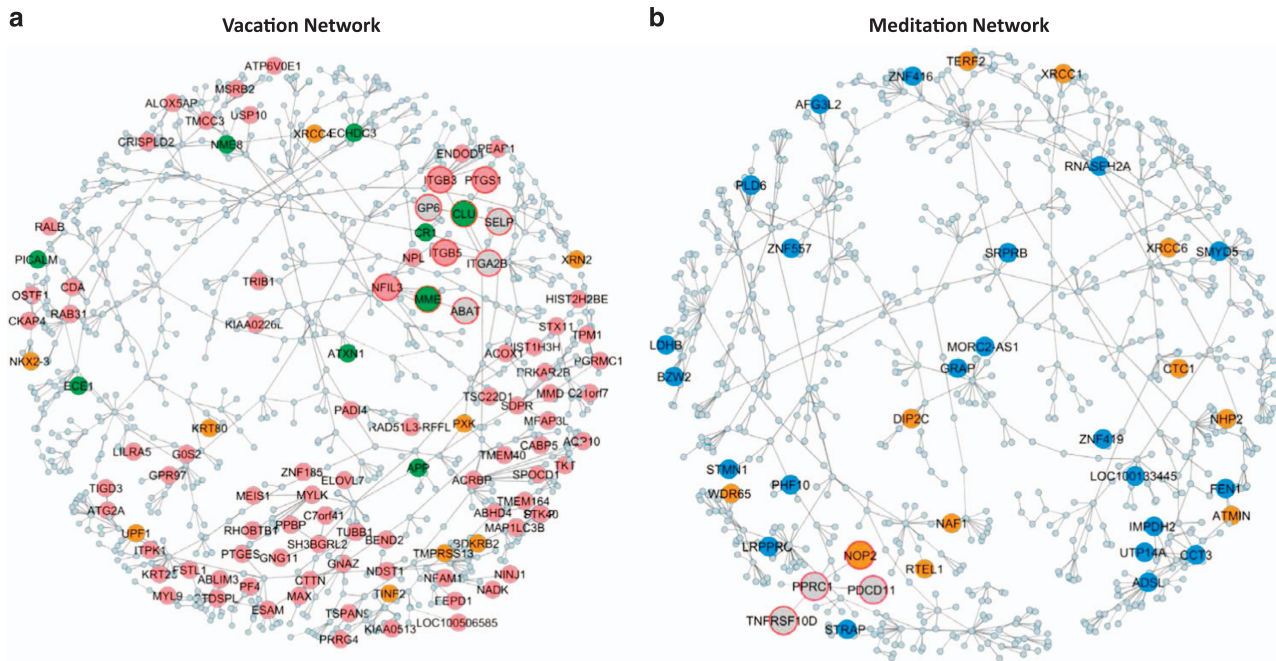 a
Vacation Network
ATP6V0E1
MSRB2
ALOX5AP
USP10
TMCC3
CRISPLD2
XRCC4
ECHDC3
NME8
ENDOD1
PEAR1
ITGB3
PTGS1
GP6
CLU
SELP
CR1
RALB
PICALM
NPL
ITGB5
ITGA2B
XRN2
TRIB1
NFIL3
MME
ABAT
OSTF1
CDA
HIST2H2BE
CKAP4
RAB31
KIAA0226L
STX11
TPM1
HIST1H3H
ACOX1
PGRMC1
NKX2-3
ATXN1
PRKAR2B
ECE1
TSC22D1
MMD
C21orf7
SDPR
PADI4
RAD51L3-RFFL
PXK
MFAP3L
KRT80
CABP5
ACP10
LILRA5
G0S2
TMEM40
GPR97
ZNF185
ELOVL7
APP
ACRBP
SPOCD1
TKT
TIGD3
MEIS1
MYLK
ATG2A
C7orf41
TMEM164
ABHD4
UPF1
RHOBTB1
PPBP
TUBB1
MAP1LC3B
ITPK1
SH3BGRL2
BEND2
BDKRB2
PTGES
GNG11
GNAZ
TMPRSS13
KRT23
FSTL1
ABLIM3
CTTN
NDST1
NFAM1
NINJ1
PF4
NADK
MYL9
MAX
TINF2
EEPD1
ESAM
TSPAN9
LOC100506585
PRRG4
KIAA0513
b
Meditation Network
TERF2
ZNF416
XRCC1
AFG3L2
RNASEH2A
PLD6
ZNF557
SRPRB
XRCC6
SMYD5
LDHB
MORC2-AS1
BZW2
GRAP
CTC1
DIP2C
NHP2
ZNF419
STMN1
LOC100133445
WDR65
PHF10
FEN1
ATMIN
NAF1
IMPDH2
LRPPRC
NOP2
UTP14A
CCT3
RTEL1
PPRC1
PDCD11
ADSL
TNFRSF10D
STRAP